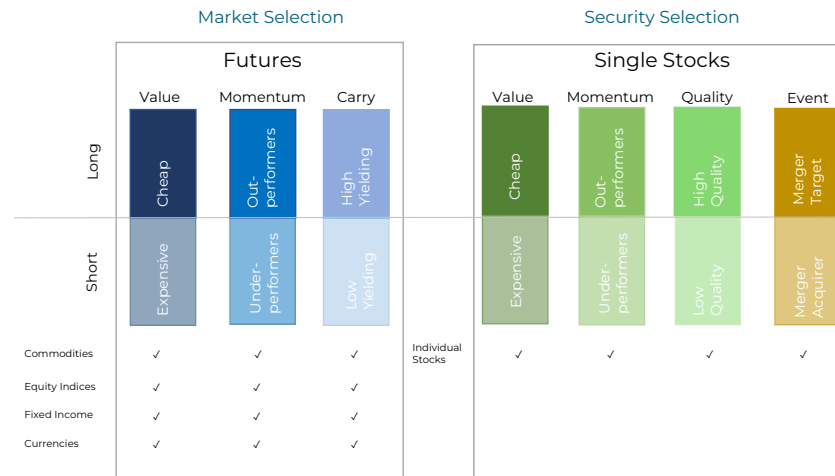 Market Selection
Security Selection
Futures
Single Stocks
Value
Momentum
Carry
Value
Momentum
Quality
Event
Long
Cheap
Out-
performers
High
Yielding
Cheap
Out-
performers
High
Quality
Merger
Target
Short
Expensive
Under-
performers
Low
Yielding
Expensive
Under-
performers
Low
Quality
Merger
Acquirer
Commodities
✓ ✓ ✓
Individual
Stocks
✓ ✓ ✓ ✓
Equity Indices
✓ ✓ ✓
Fixed Income
✓ ✓ ✓
Currencies
✓ ✓ ✓